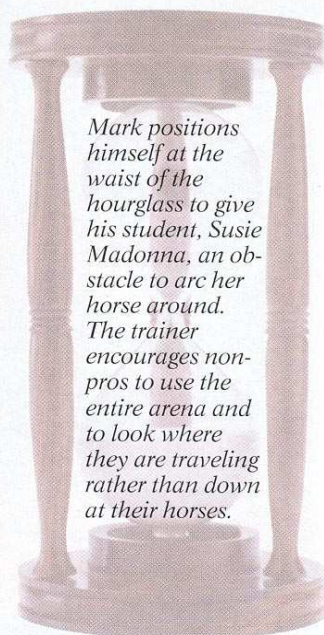 Mark positions
himself at the
waist of the
hourglass to give
his student, Susie
Madonna, an ob-
stacle to arc her
horse around.
The trainer
encourages non-
pros to use the
entire arena and
to look where
they are traveling
rather than down
at their horses.